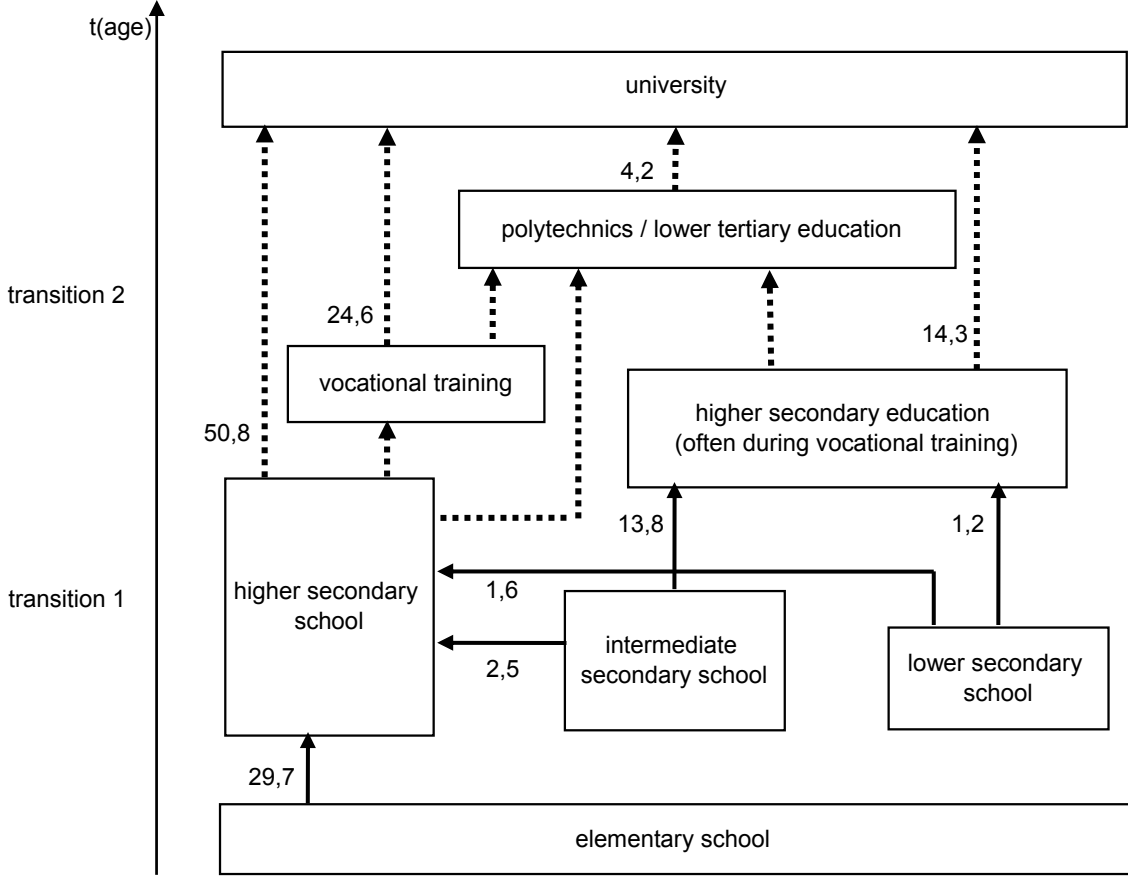 t(age)
university
4,2
polytechnics / lower tertiary education
transition 2
24,6
14,3
vocational training
higher secondary education
(often during vocational training)
50,8
13,8
1,2
higher secondary
school
1,6
transition 1
intermediate
secondary school
2,5
lower secondary
school
29,7
elementary school